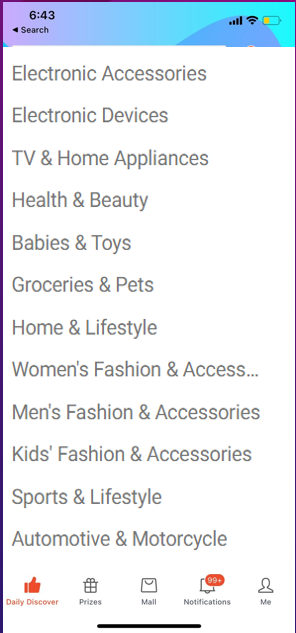 6:43
◀ Search
Electronic Accessories
Electronic Devices
TV & Home Appliances
Health & Beauty
Babies & Toys
Groceries & Pets
Home & Lifestyle
Women's Fashion & Access...
Men's Fashion & Accessories
Kids' Fashion & Accessories
Sports & Lifestyle
Automotive & Motorcycle
99+
Daily Discover Prizes Mall Notifications Me